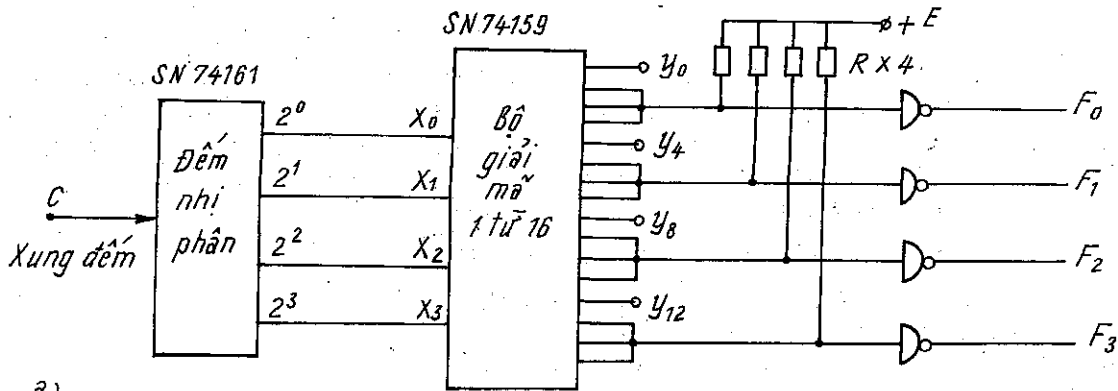 SN 74161
Đếm
nhị
phân
C
Xung đếm
2⁰
2¹
2²
2³
X₀
X₁
X₂
X₃
SN 74159
Bộ
giải
mã
1 từ 16
y₀
y₄
y₈
y₁₂
+ E
R x 4
F₀
F₁
F₂
F₃
a)